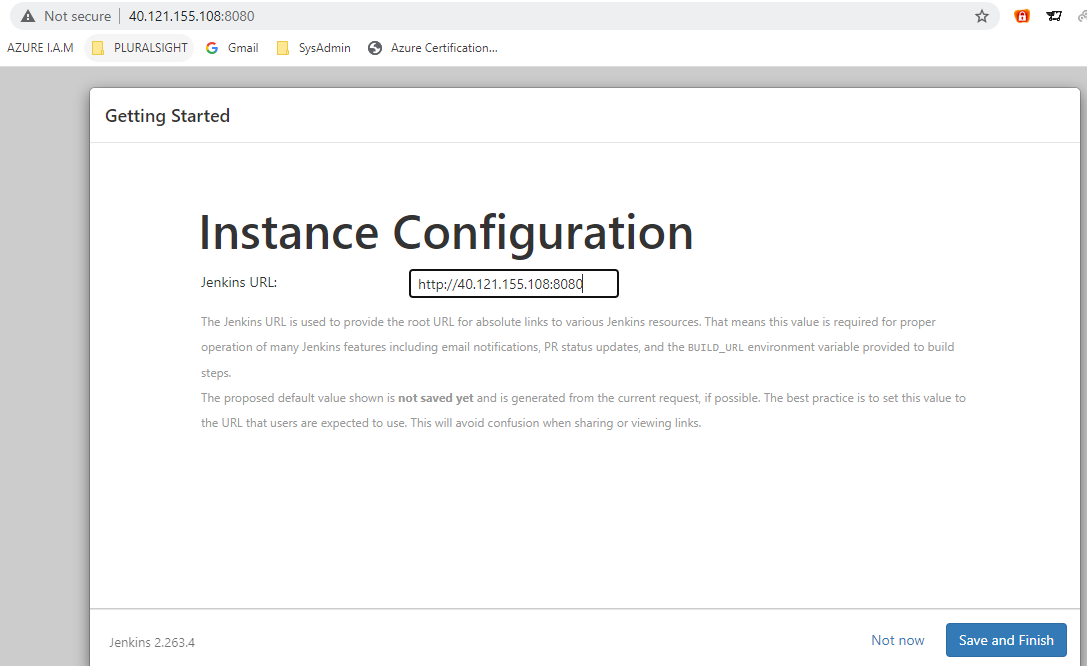 Not secure | 40.121.155.108:8080
AZURE I.A.M PLURALSIGHT Gmail SysAdmin Azure Certification...
Getting Started
Instance Configuration
Jenkins URL: http://40.121.155.108:8080
The Jenkins URL is used to provide the root URL for absolute links to various Jenkins resources. That means this value is required for proper
operation of many Jenkins features including email notifications, PR status updates, and the BUILD_URL environment variable provided to build
steps.
The proposed default value shown is not saved yet and is generated from the current request, if possible. The best practice is to set this value to
the URL that users are expected to use. This will avoid confusion when sharing or viewing links.
Jenkins 2.263.4 Not now Save and Finish